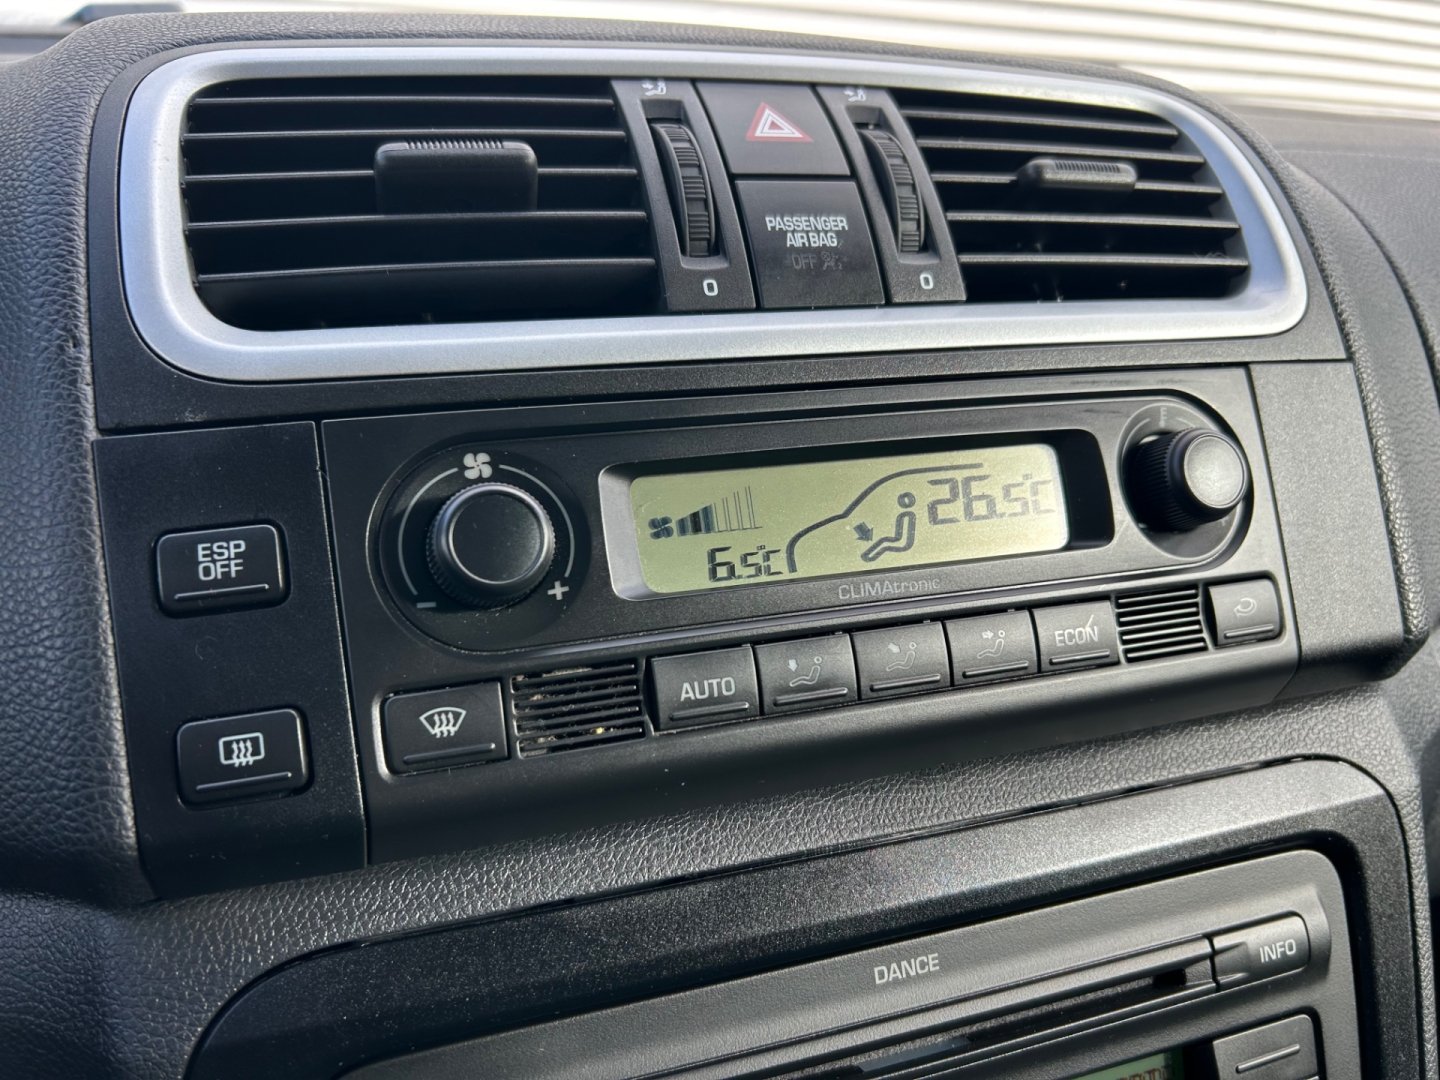 PASSENGER
AIR BAG
OFF
0
0
26.5°C
6.5°C
CLIMAtronic
- +
ESP
OFF
AUTO
ECON
DANCE
INFO